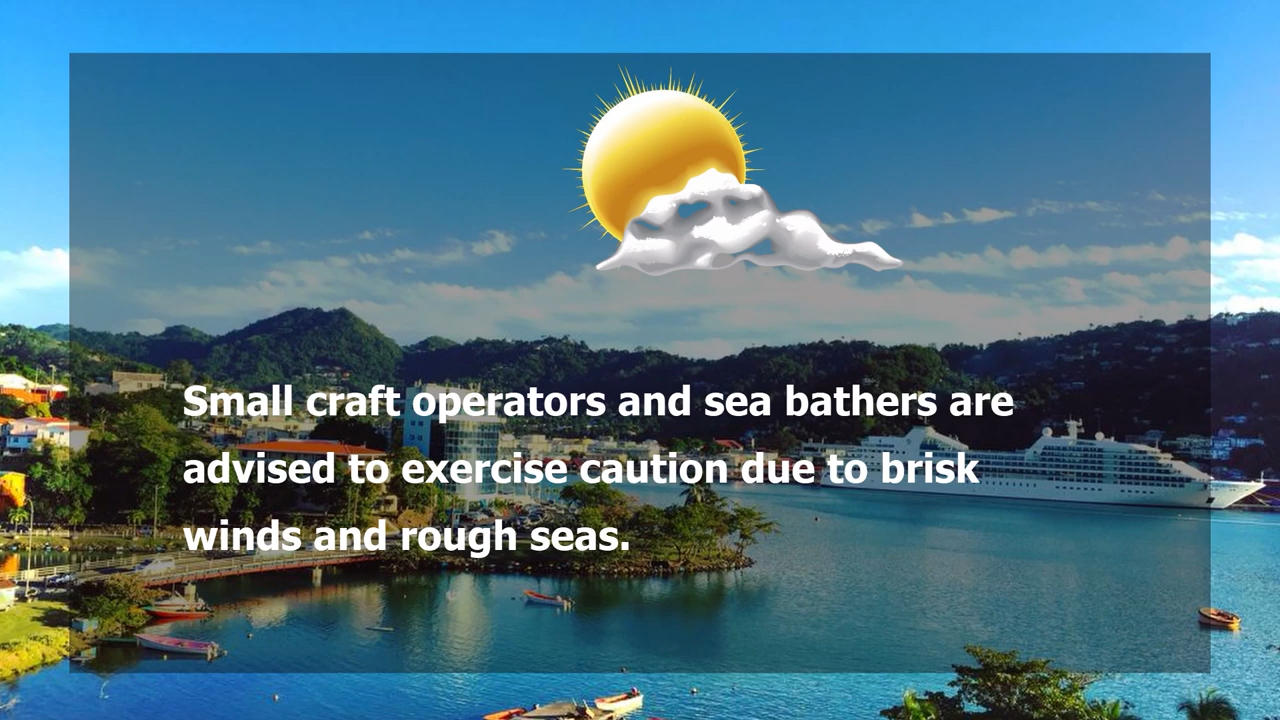 Small craft operators and sea bathers are
advised to exercise caution due to brisk
winds and rough seas.